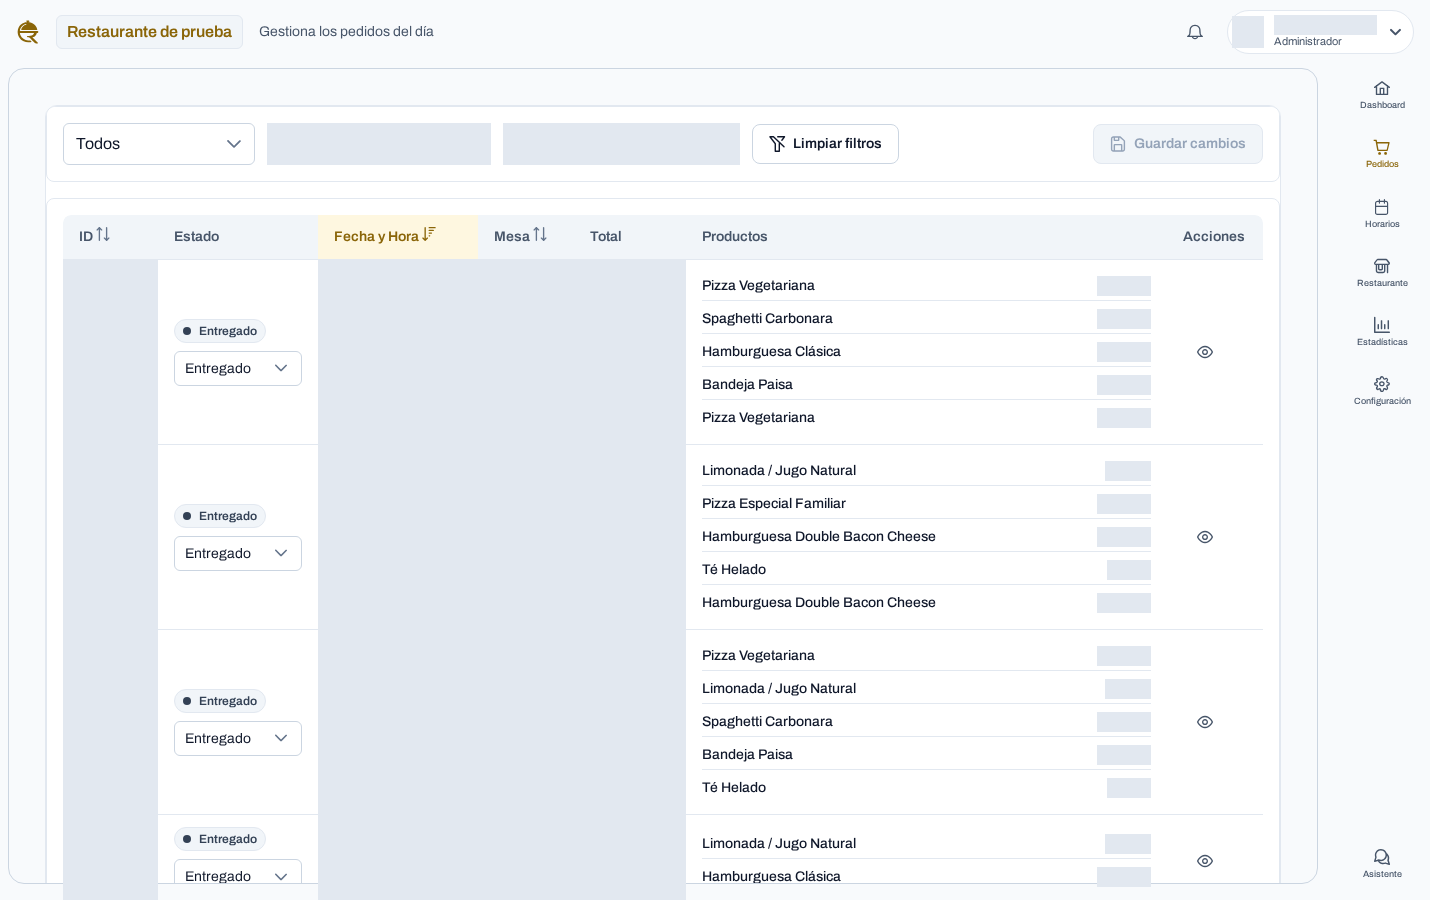 Restaurante de prueba
Gestiona los pedidos del día
Administrador
Todos
Limpiar filtros
Guardar cambios
ID
Estado
Fecha y Hora
Mesa
Total
Productos
Acciones
Entregado
Entregado
Pizza Vegetariana
Spaghetti Carbonara
Hamburguesa Clásica
Bandeja Paisa
Pizza Vegetariana
Entregado
Entregado
Limonada / Jugo Natural
Pizza Especial Familiar
Hamburguesa Double Bacon Cheese
Té Helado
Hamburguesa Double Bacon Cheese
Entregado
Entregado
Pizza Vegetariana
Limonada / Jugo Natural
Spaghetti Carbonara
Bandeja Paisa
Té Helado
Entregado
Entregado
Limonada / Jugo Natural
Hamburguesa Clásica
Dashboard
Pedidos
Horarios
Restaurante
Estadísticas
Configuración
Asistente